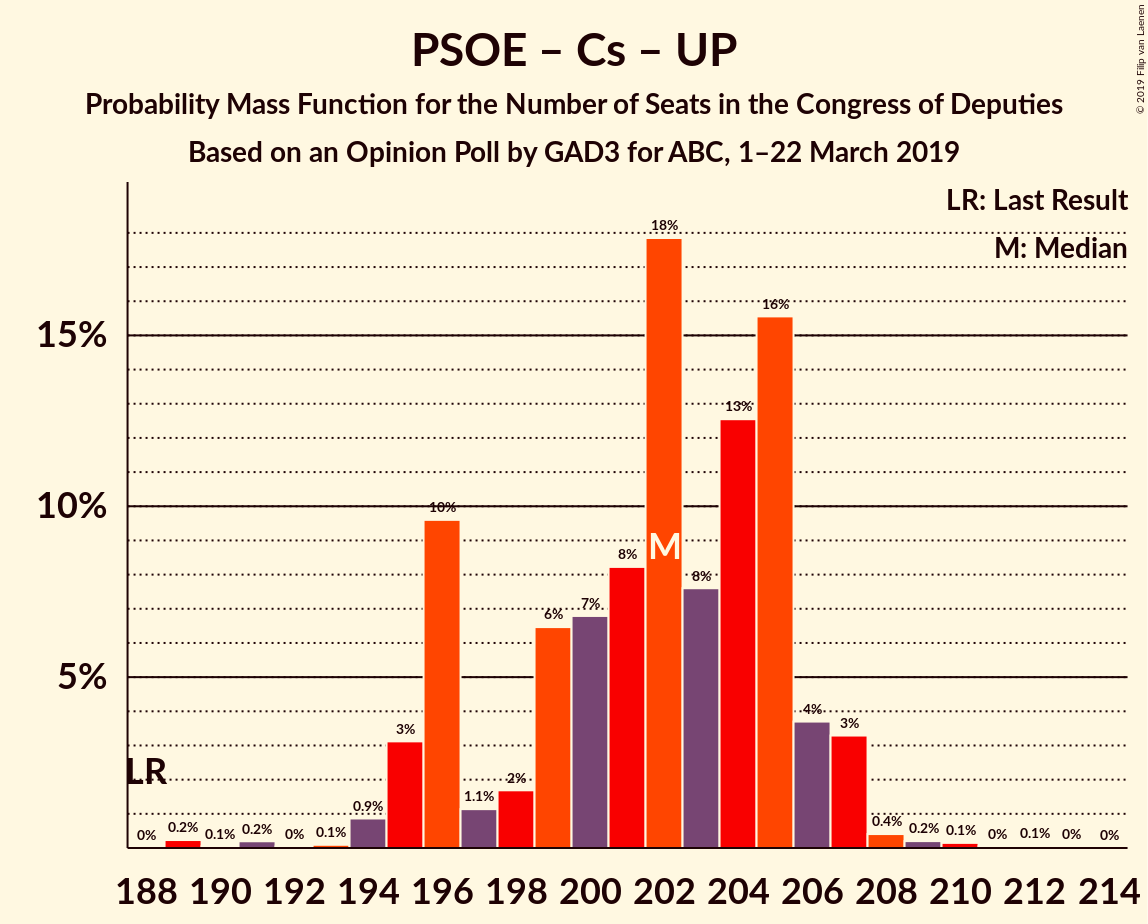 PSOE – Cs – UP
Probability Mass Function for the Number of Seats in the Congress of Deputies
Based on an Opinion Poll by GAD3 for ABC, 1–22 March 2019
© 2019 Filip van Laenen
LR: Last Result
M: Median
18%
16%
15%
13%
10%
10%
M
8%
8%
7%
6%
5%
4%
3%
3%
LR
2%
1.1%
0.9%
0.4%
0% 0.2% 0.1% 0.2% 0% 0.1% 0.2% 0.1% 0% 0.1% 0% 0%
188 190 192 194 196 198 200 202 204 206 208 210 212 214